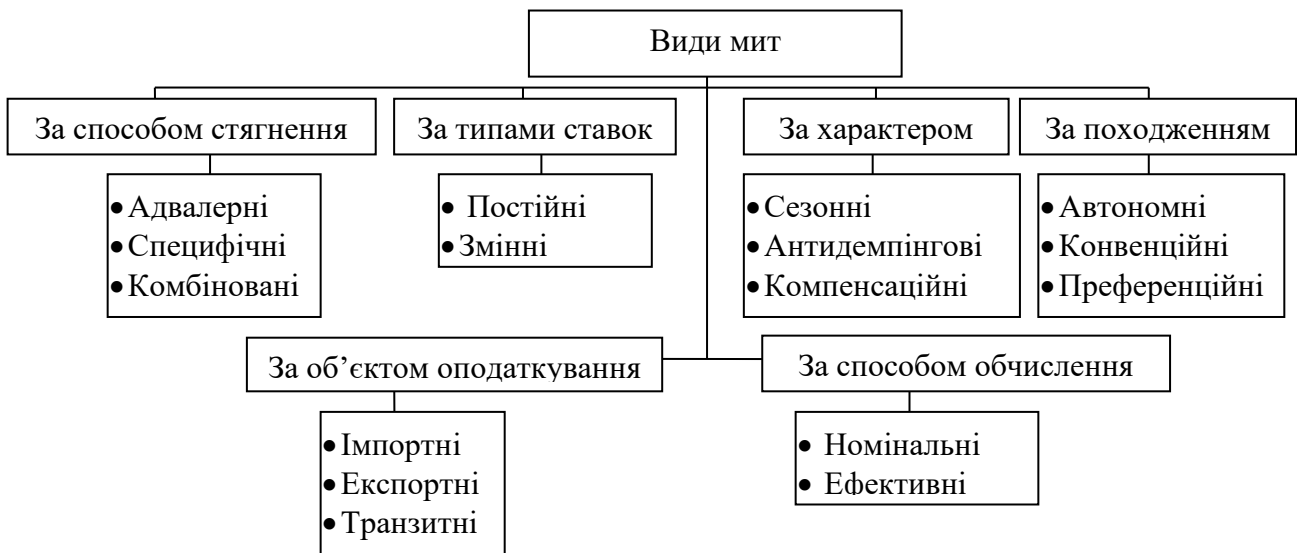 Види мит
За способом стягнення
• Адвалерні
• Специфічні
• Комбіновані
За типами ставок
• Постійні
• Змінні
За характером
• Сезонні
• Антидемпінгові
• Компенсаційні
За походженням
• Автономні
• Конвенційні
• Преференційні
За об’єктом оподаткування
• Імпортні
• Експортні
• Транзитні
За способом обчислення
• Номінальні
• Ефективні